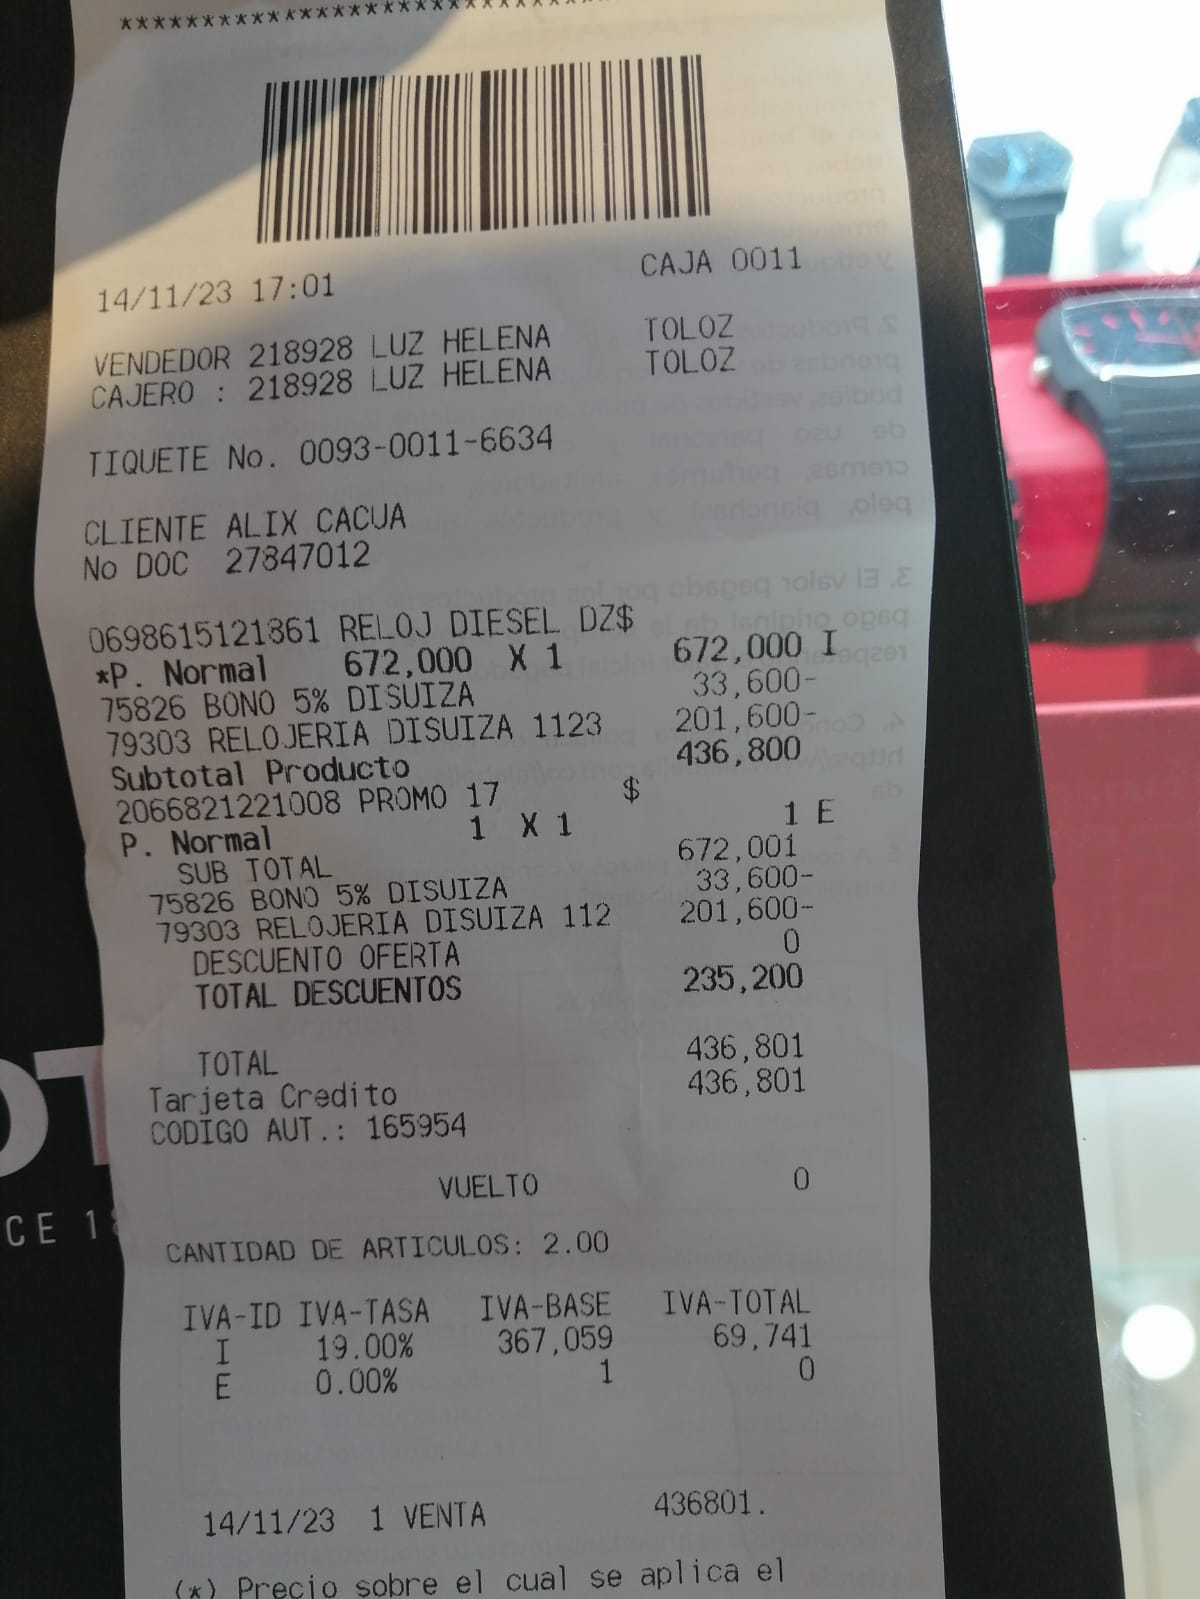 *****************************
14/11/23 17:01 CAJA 0011
VENDEDOR 218928 LUZ HELENA TOLOZ
CAJERO : 218928 LUZ HELENA TOLOZ
TIQUETE No. 0093-0011-6634
CLIENTE ALIX CACUA
No DOC 27847012
0698615121861 RELOJ DIESEL DZ$
*P. Normal 672,000 X 1 672,000 I
75826 BONO 5% DISUIZA 33,600-
79303 RELOJERIA DISUIZA 1123 201,600-
Subtotal Producto 436,800
2066821221008 PROMO 17 $
P. Normal 1 X 1 1 E
SUB TOTAL 672,001
75826 BONO 5% DISUIZA 33,600-
79303 RELOJERIA DISUIZA 112 201,600-
DESCUENTO OFERTA 0
TOTAL DESCUENTOS 235,200
TOTAL 436,801
Tarjeta Credito 436,801
CODIGO AUT.: 165954
VUELTO 0
CANTIDAD DE ARTICULOS: 2.00
IVA-ID IVA-TASA IVA-BASE IVA-TOTAL
I 19.00% 367,059 69,741
E 0.00% 1 0
14/11/23 1 VENTA 436801.
(*) Precio sobre el cual se aplica el